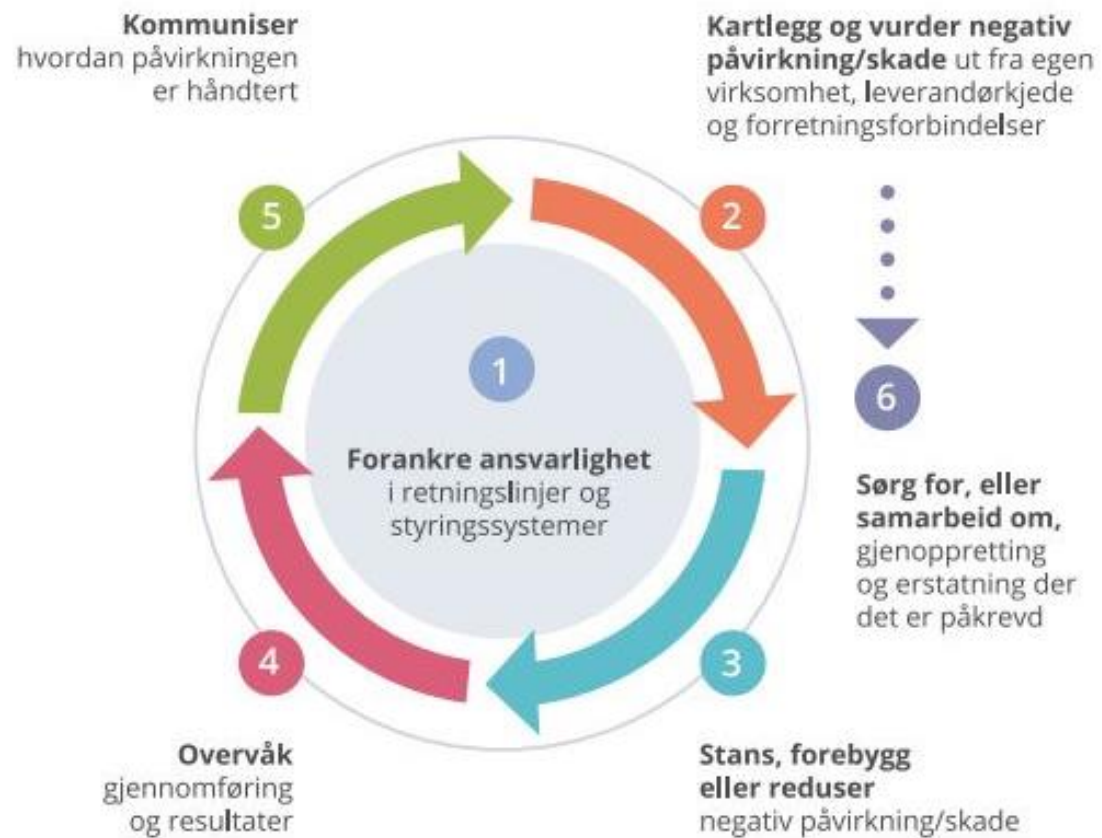 Kommuniser
hvordan påvirkningen
er håndtert
Kartlegg og vurder negativ
påvirkning/skade ut fra egen
virksomhet, leverandørkjede
og forretningsforbindelser
5
2
1
Forankre ansvarlighet
i retningslinjer og
styringssystemer
6
Sørg for, eller
samarbeid om,
gjenoppretting
og erstatning der
det er påkrevd
4
3
Overvåk
gjennomføring
og resultater
Stans, forebygg
eller reduser
negativ påvirkning/skade